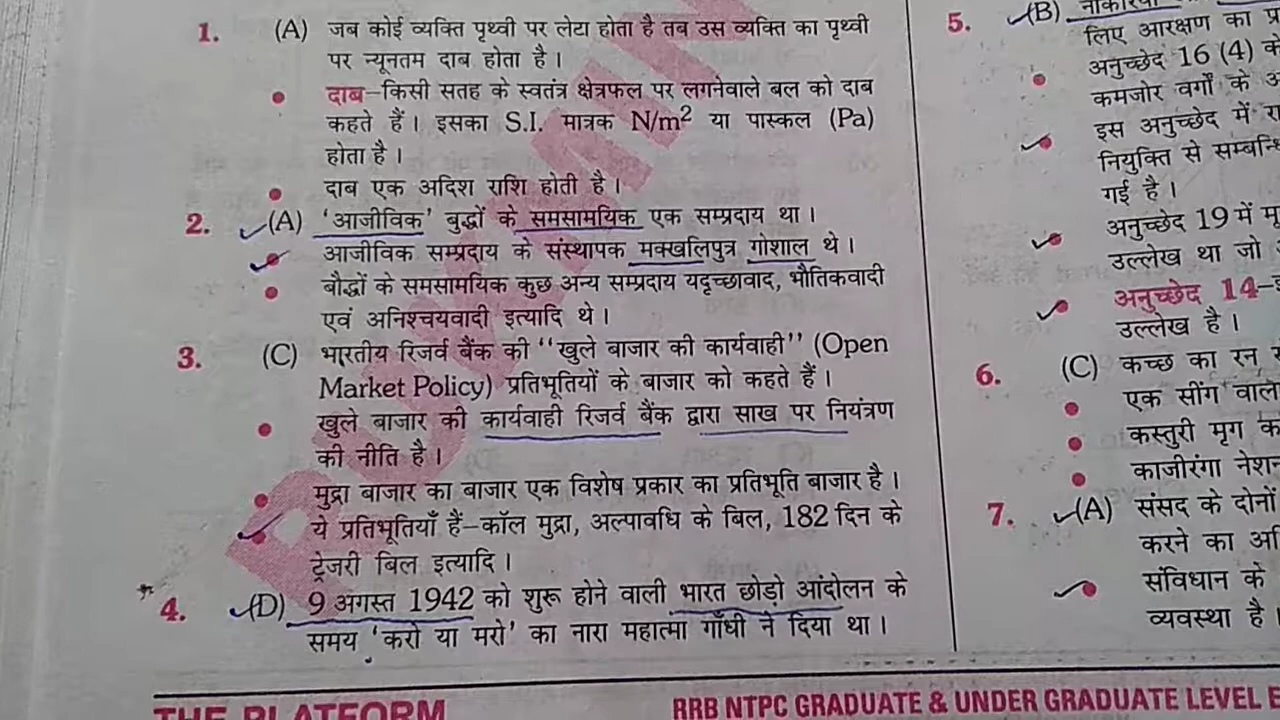 1. (A) जब कोई व्यक्ति पृथ्वी पर लेटा होता है तब उस व्यक्ति का पृथ्वी
पर न्यूनतम दाब होता है।
● दाब–किसी सतह के स्वतंत्र क्षेत्रफल पर लगनेवाले बल को दाब
कहते हैं। इसका S.I. मात्रक N/m² या पास्कल (Pa)
होता है।
● दाब एक अदिश राशि होती है।
2. (A) 'आजीविक' बुद्धों के समसामयिक एक सम्प्रदाय था।
● आजीविक सम्प्रदाय के संस्थापक मक्खलिपुत्र गोशाल थे।
● बौद्धों के समसामयिक कुछ अन्य सम्प्रदाय यदृच्छावाद, भौतिकवादी
एवं अनिश्चयवादी इत्यादि थे।
3. (C) भारतीय रिजर्व बैंक की ''खुले बाजार की कार्यवाही'' (Open
Market Policy) प्रतिभूतियों के बाजार को कहते हैं।
● खुले बाजार की कार्यवाही रिजर्व बैंक द्वारा साख पर नियंत्रण
की नीति है।
● मुद्रा बाजार का बाजार एक विशेष प्रकार का प्रतिभूति बाजार है।
● ये प्रतिभूतियाँ हैं–कॉल मुद्रा, अल्पावधि के बिल, 182 दिन के
ट्रेजरी बिल इत्यादि।
4. (D) 9 अगस्त 1942 को शुरू होने वाली भारत छोड़ो आंदोलन के
समय 'करो या मरो' का नारा महात्मा गाँधी ने दिया था।
5. (B)
लिए आरक्षण का
अनुच्छेद 16 (4)
● कमजोर वर्गों के
● इस अनुच्छेद में
नियुक्ति से
गई है।
● अनुच्छेद 19 में
उल्लेख था जो
● अनुच्छेद 14–
उल्लेख है।
6. (C) कच्छ का रन
● एक सींग वाले
● कस्तुरी मृग
● काजीरंगा
7. (A) संसद के दोनों
करने का
● संविधान के
व्यवस्था है।
THE PLATFORM
RRB NTPC GRADUATE & UNDER GRADUATE LEVEL